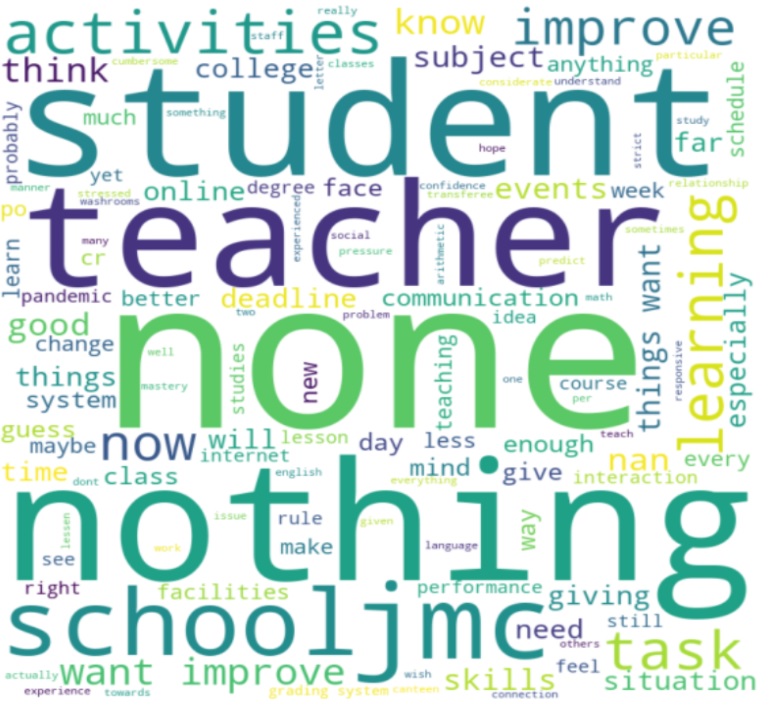 really
activities
staff
know
improve
think
cumbersome
college
letter
classes
subject
anything
particular
considerate
understand
student
probably
much
something
study
far
schedule
hope
strict
yet
manner
stressed
washrooms
online
degree
face
confidence
transferee
events
week
relationship
po
teacher
learn
many
cr
experienced
social
pressure
arithmetic
predict
sometimes
learning
things want
especially
pandemic
better
deadline
communication
math
good
none
two
problem
idea
change
well
things
mastery
system
studies
new
teaching
one
course
per
responsive
guess
maybe
now
will
internet
lesson
day
less
enough
teach
nan
every
time
dont
class
english
mind
give
interaction
everything
nothing
lessen
see
issue
work
rule
make
given
language
way
right
facilities
performance
giving
school
jmc
need
still
others
task
actually
want improve
wish
skills
feel
situation
experience
towards
grading system
canteen
connection